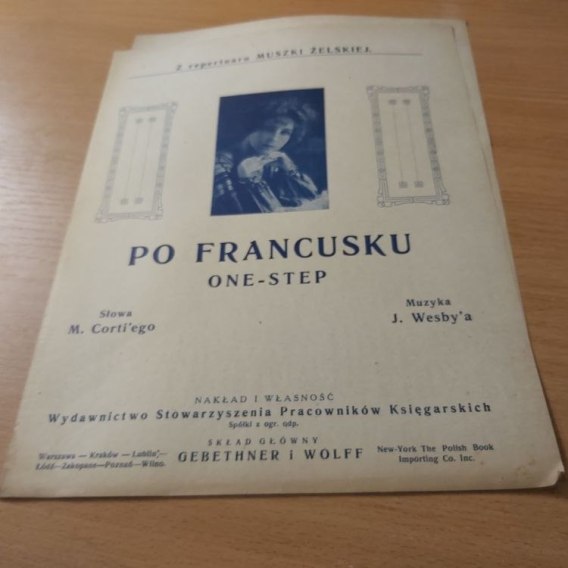 Z repertuaru MUSZKI ŻELSKIEJ.
PO FRANCUSKU
ONE-STEP
Słowa
M. Corti'ego
Muzyka
J. Wesby'a
NAKŁAD I WŁASNOŚĆ
Wydawnictwo Stowarzyszenia Pracowników Księgarskich
Spółki z ogr. odp.
SKŁAD GŁÓWNY
GEBETHNER i WOLFF
Warszawa — Kraków — Lublin —
Łódź—Zakopane—Poznań—Wilno.
New-York The Polish Book
Importing Co. Inc.